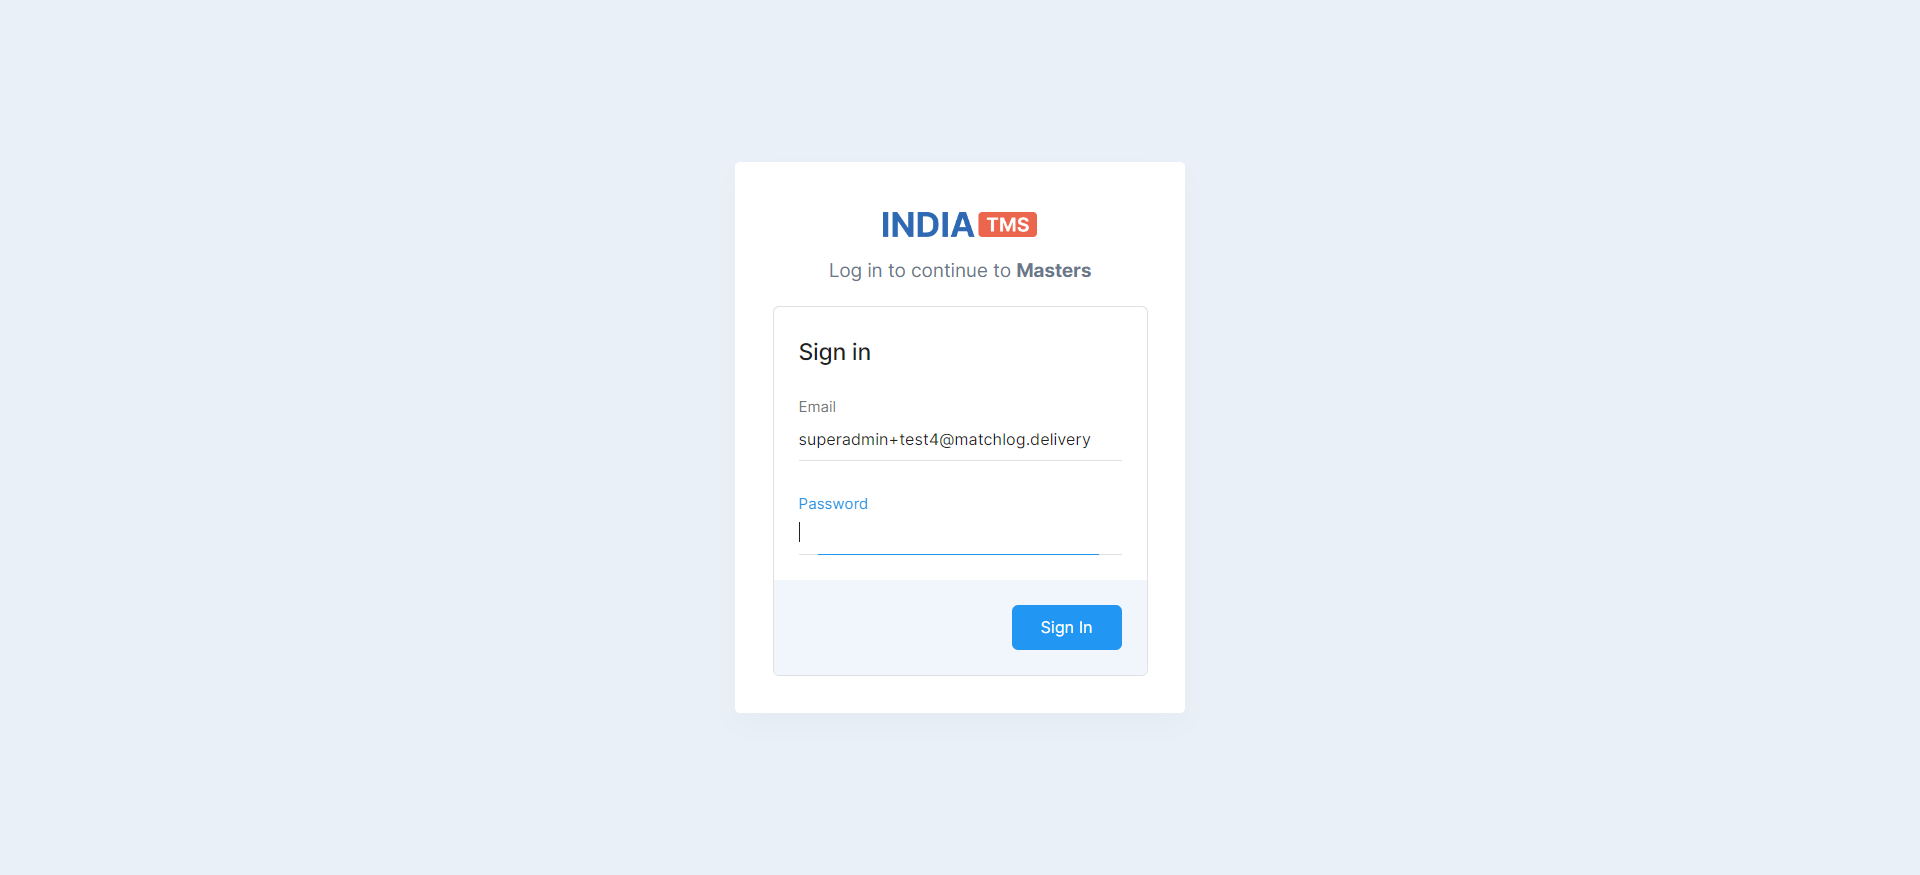 INDIA TMS
Log in to continue to Masters
Sign in
Email
superadmin+test4@matchlog.delivery
Password
Sign In